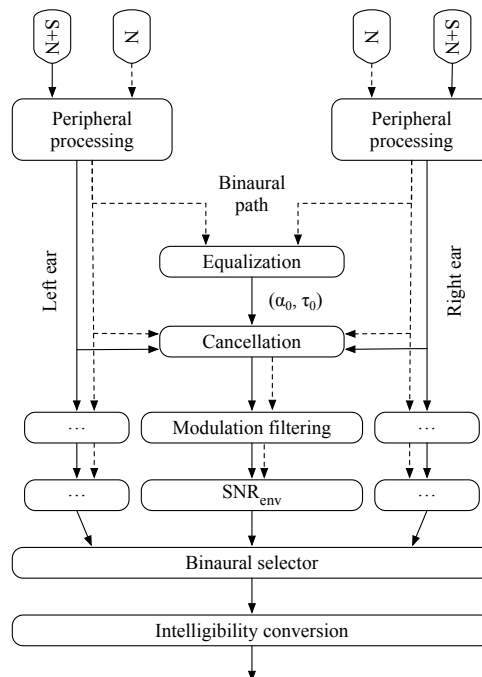 S+N
N
N
S+N
Peripheral
processing
Peripheral
processing
Binaural
path
Left ear
Right ear
Equalization
(α₀, τ₀)
Cancellation
...
Modulation filtering
...
...
SNRenv
...
Binaural selector
Intelligibility conversion